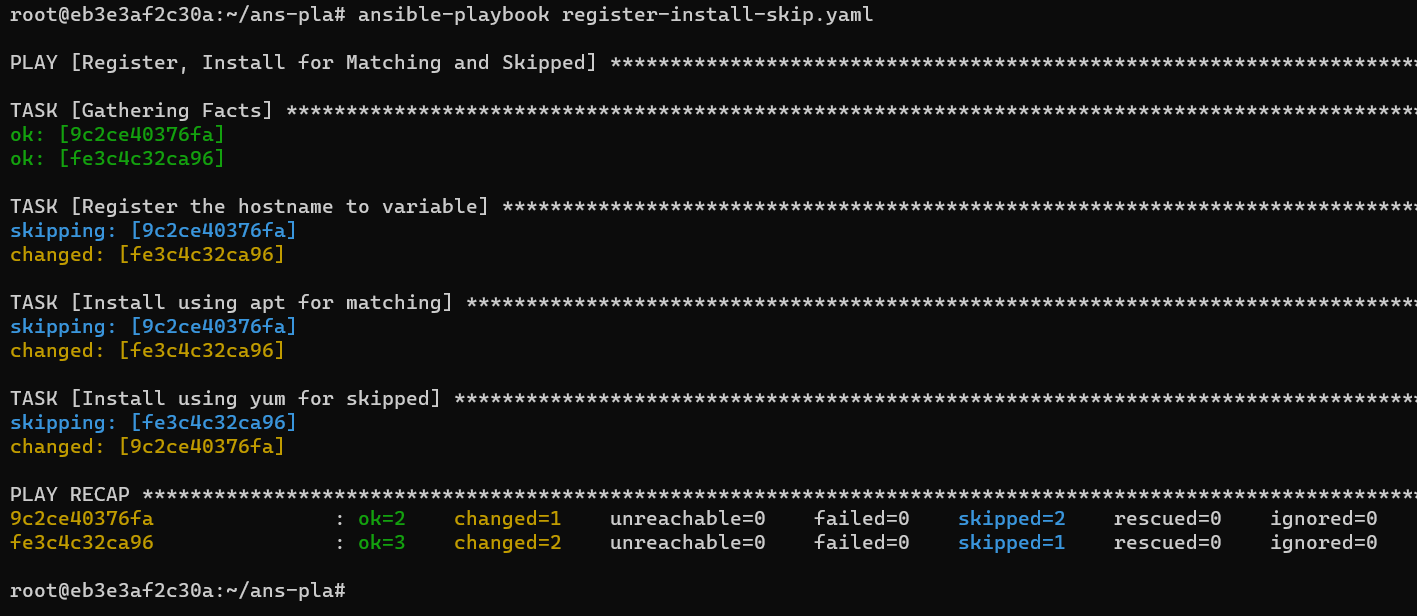 root@eb3e3af2c30a:~/ans-pla# ansible-playbook register-install-skip.yaml
PLAY [Register, Install for Matching and Skipped] ********************************************************************
TASK [Gathering Facts] ***********************************************************************************************
ok: [9c2ce40376fa]
ok: [fe3c4c32ca96]
TASK [Register the hostname to variable] *****************************************************************************
skipping: [9c2ce40376fa]
changed: [fe3c4c32ca96]
TASK [Install using apt for matching] ********************************************************************************
skipping: [9c2ce40376fa]
changed: [fe3c4c32ca96]
TASK [Install using yum for skipped] *********************************************************************************
skipping: [fe3c4c32ca96]
changed: [9c2ce40376fa]
PLAY RECAP ***********************************************************************************************************
9c2ce40376fa               : ok=2    changed=1    unreachable=0    failed=0    skipped=2    rescued=0    ignored=0
fe3c4c32ca96               : ok=3    changed=2    unreachable=0    failed=0    skipped=1    rescued=0    ignored=0
root@eb3e3af2c30a:~/ans-pla#